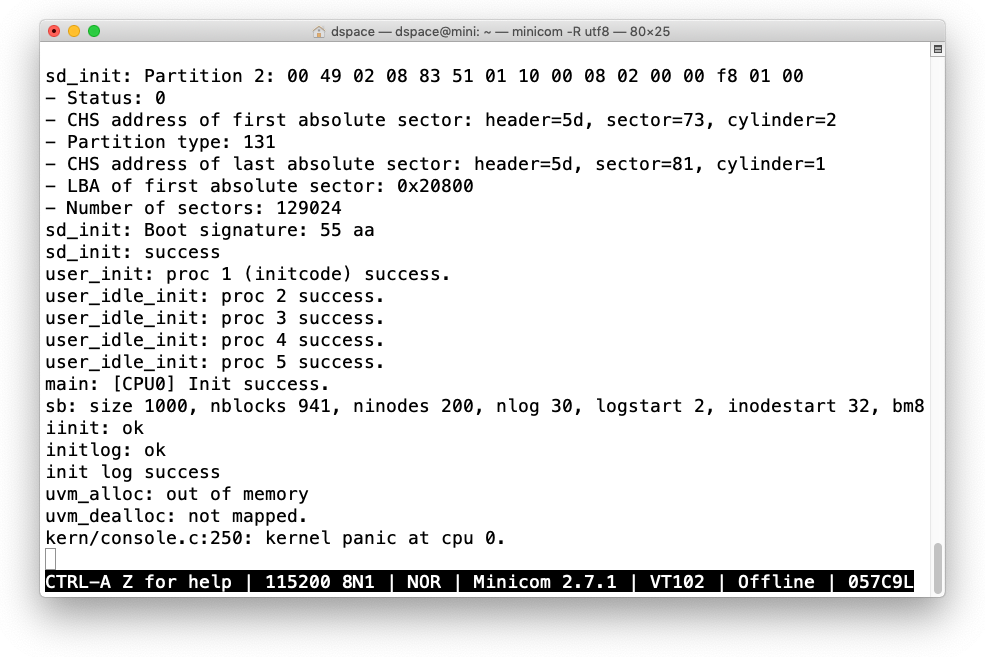 dspace — dspace@mini: ~ — minicom -R utf8 — 80×25
sd_init: Partition 2: 00 49 02 08 83 51 01 10 00 08 02 00 00 f8 01 00
- Status: 0
- CHS address of first absolute sector: header=5d, sector=73, cylinder=2
- Partition type: 131
- CHS address of last absolute sector: header=5d, sector=81, cylinder=1
- LBA of first absolute sector: 0x20800
- Number of sectors: 129024
sd_init: Boot signature: 55 aa
sd_init: success
user_init: proc 1 (initcode) success.
user_idle_init: proc 2 success.
user_idle_init: proc 3 success.
user_idle_init: proc 4 success.
user_idle_init: proc 5 success.
main: [CPU0] Init success.
sb: size 1000, nblocks 941, ninodes 200, nlog 30, logstart 2, inodestart 32, bm8
iinit: ok
initlog: ok
init log success
uvm_alloc: out of memory
uvm_dealloc: not mapped.
kern/console.c:250: kernel panic at cpu 0.
CTRL-A Z for help | 115200 8N1 | NOR | Minicom 2.7.1 | VT102 | Offline | 057C9L